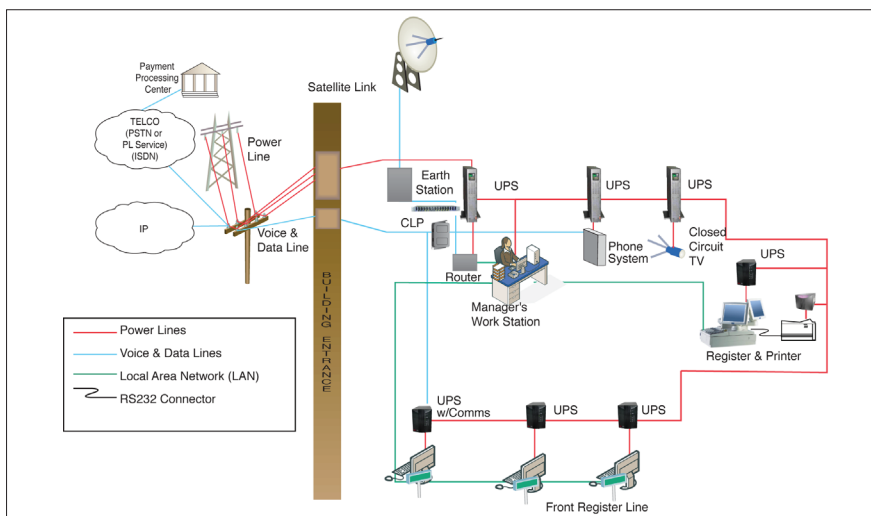 Payment
Processing
Center
Satellite Link
TELCO
(PSTN or
PL Service)
(ISDN)
Power
Line
Earth
Station
UPS
UPS
UPS
IP
Voice &
Data Line
CLP
Router
Phone
System
Closed
Circuit
TV
UPS
Manager's
Work Station
BUILDING ENTRANCE
Register & Printer
Power Lines
Voice & Data Lines
Local Area Network (LAN)
RS232 Connector
UPS
w/Comms
UPS
UPS
Front Register Line